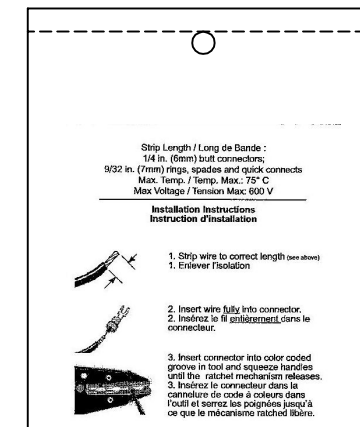 Strip Length / Long de Bande :
1/4 in. (6mm) butt connectors;
9/32 in. (7mm) rings, spades and quick connects
Max. Temp. / Temp. Max.: 75° C
Max Voltage / Tension Max: 600 V
Installation Instructions
Instruction d'installation
1. Strip wire to correct length (see above)
1. Enlever l'isolation
2. Insert wire fully into connector.
2. Insérez le fil entièrement dans le
connecteur.
3. Insert connector into color coded
groove in tool and squeeze handles
until the ratchet mechanism releases.
3. Insérez le connecteur dans la
cannelure de code à coleurs dans
l'outil et serrez las poignées jusqu'à
ce que le mécanisme ratched libère.